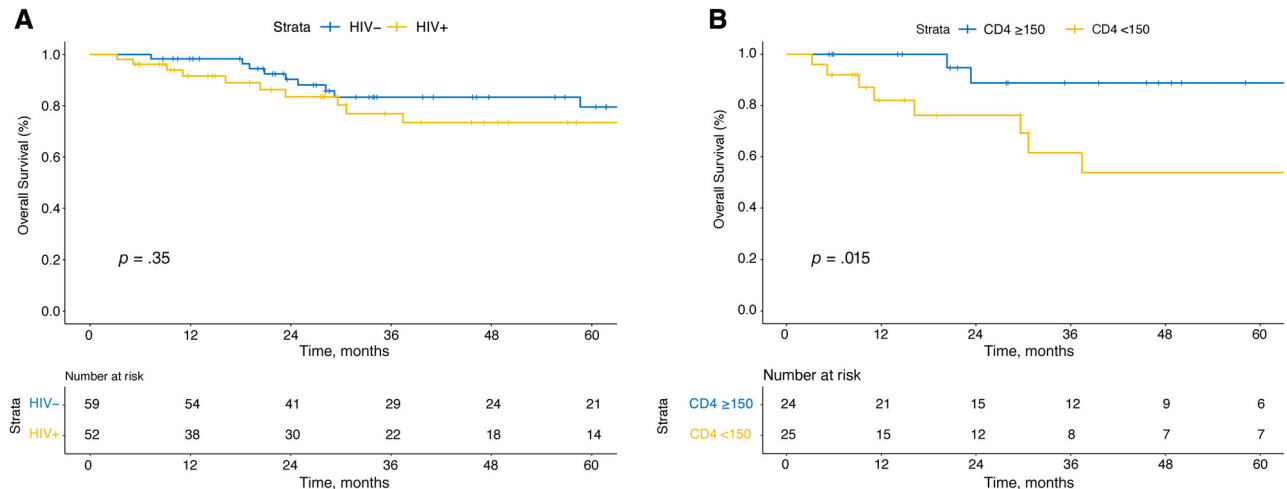 A
Strata HIV− HIV+
Overall Survival (%)
1.0
0.8
0.6
0.4
0.2
0.0
p = .35
0 12 24 36 48 60
Time, months
Number at risk
Strata
HIV− 59 54 41 29 24 21
HIV+ 52 38 30 22 18 14
0 12 24 36 48 60
Time, months
B
Strata CD4 ≥150 CD4 <150
Overall Survival (%)
1.0
0.8
0.6
0.4
0.2
0.0
p = .015
0 12 24 36 48 60
Time, months
Number at risk
Strata
CD4 ≥150 24 21 15 12 9 6
CD4 <150 25 15 12 8 7 7
0 12 24 36 48 60
Time, months